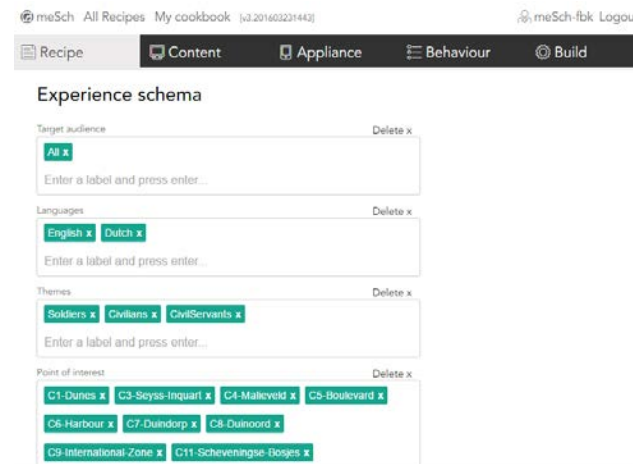 meSch All Recipes My cookbook [v3.201603231443] meSch-fbk Logou
Recipe Content Appliance Behaviour Build
Experience schema
Target audience Delete x
All x
Enter a label and press enter...
Languages Delete x
English x Dutch x
Enter a label and press enter...
Themes Delete x
Soldiers x Civilians x CivilServants x
Enter a label and press enter...
Point of interest Delete x
C1-Dunes x C3-Seyss-Inquart x C4-Malieveld x C5-Boulevard x
C6-Harbour x C7-Duindorp x C8-Duinoord x
C9-International-Zone x C11-Scheveningse-Bosjes x